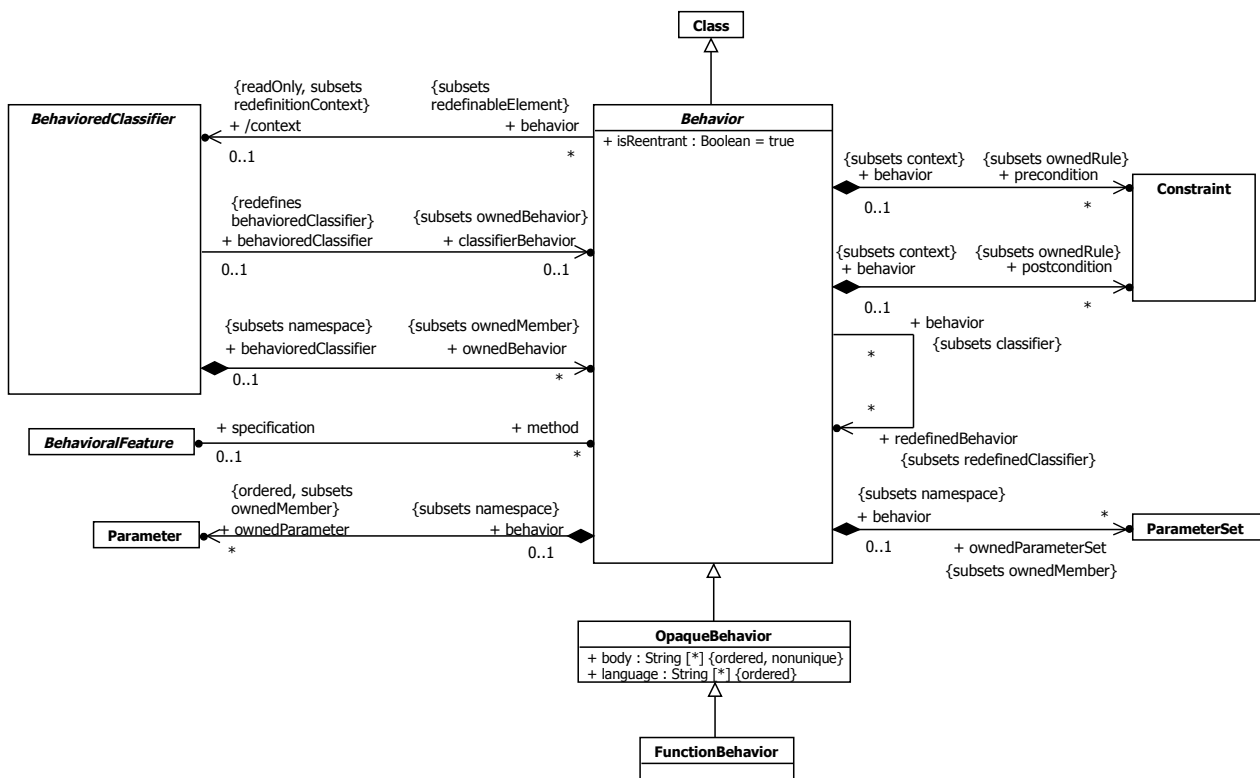 Class
BehavioredClassifier
{readOnly, subsets
redefinitionContext}
+ /context
0..1
{subsets
redefinableElement}
+ behavior
*
Behavior
+ isReentrant : Boolean = true
{redefines
behavioredClassifier}
+ behavioredClassifier
0..1
{subsets ownedBehavior}
+ classifierBehavior
0..1
{subsets namespace}
+ behavioredClassifier
0..1
{subsets ownedMember}
+ ownedBehavior
*
BehavioralFeature
+ specification
0..1
+ method
*
Parameter
{ordered, subsets
ownedMember}
+ ownedParameter
*
{subsets namespace}
+ behavior
0..1
{subsets context}
+ behavior
0..1
{subsets ownedRule}
+ precondition
*
Constraint
{subsets context}
+ behavior
0..1
{subsets ownedRule}
+ postcondition
*
+ behavior
{subsets classifier}
*
*
+ redefinedBehavior
{subsets redefinedClassifier}
{subsets namespace}
+ behavior
0..1
*
+ ownedParameterSet
{subsets ownedMember}
ParameterSet
OpaqueBehavior
+ body : String [*] {ordered, nonunique}
+ language : String [*] {ordered}
FunctionBehavior